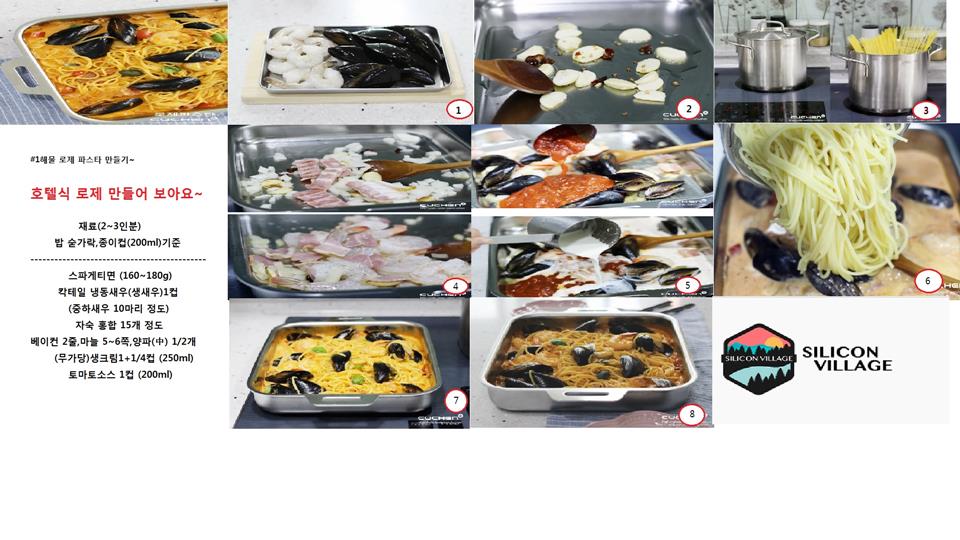 #1해물 로제 파스타 만들기~
호텔식 로제 만들어 보아요~
재료(2~3인분)
밥 숟가락,종이컵(200ml)기준
스파게티면 (160~180g)
칵테일 냉동새우(생새우)1컵
(중하새우 10마리 정도)
자숙 홍합 15개 정도
베이컨 2줄,마늘 5~6쪽,양파(中) 1/2개
(무가당)생크림1+1/4컵 (250ml)
토마토소스 1컵 (200ml)
CUCHEN
1
2
3
4
5
6
7
8
SILICON VILLAGE
SILICON
VILLAGE